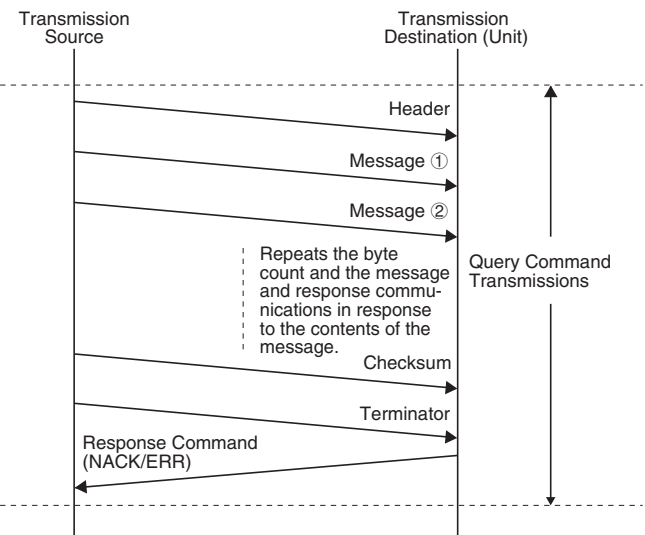 Transmission
Source
Transmission
Destination (Unit)
Header
Message ①
Message ②
Repeats the byte
count and the message
and response commu-
nications in response
to the contents of the
message.
Query Command
Transmissions
Checksum
Terminator
Response Command
(NACK/ERR)